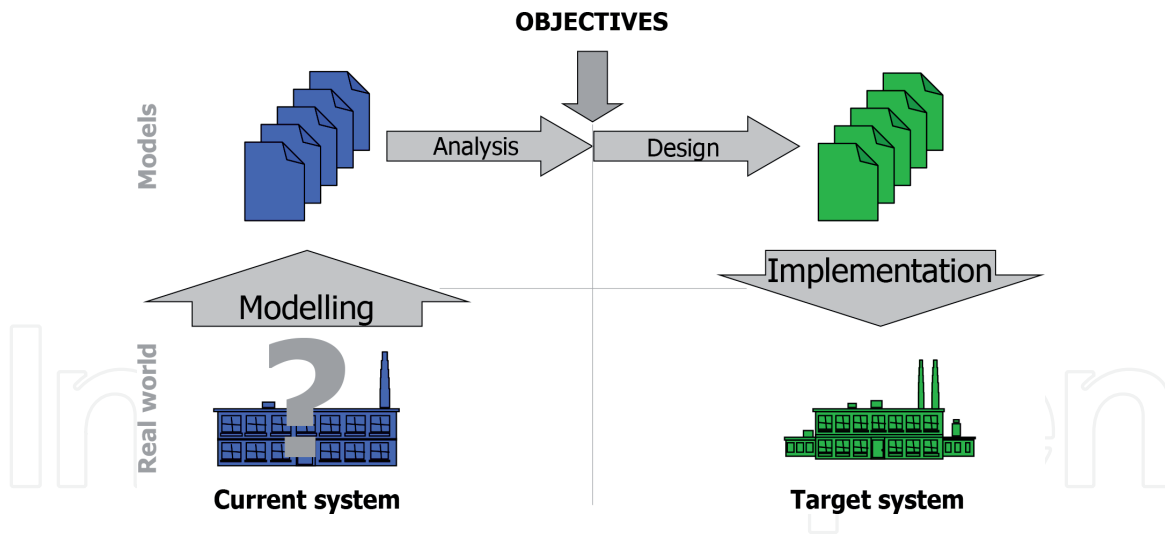 OBJECTIVES
Models
Analysis
Design
Modelling
Implementation
?
Real world
Current system
Target system